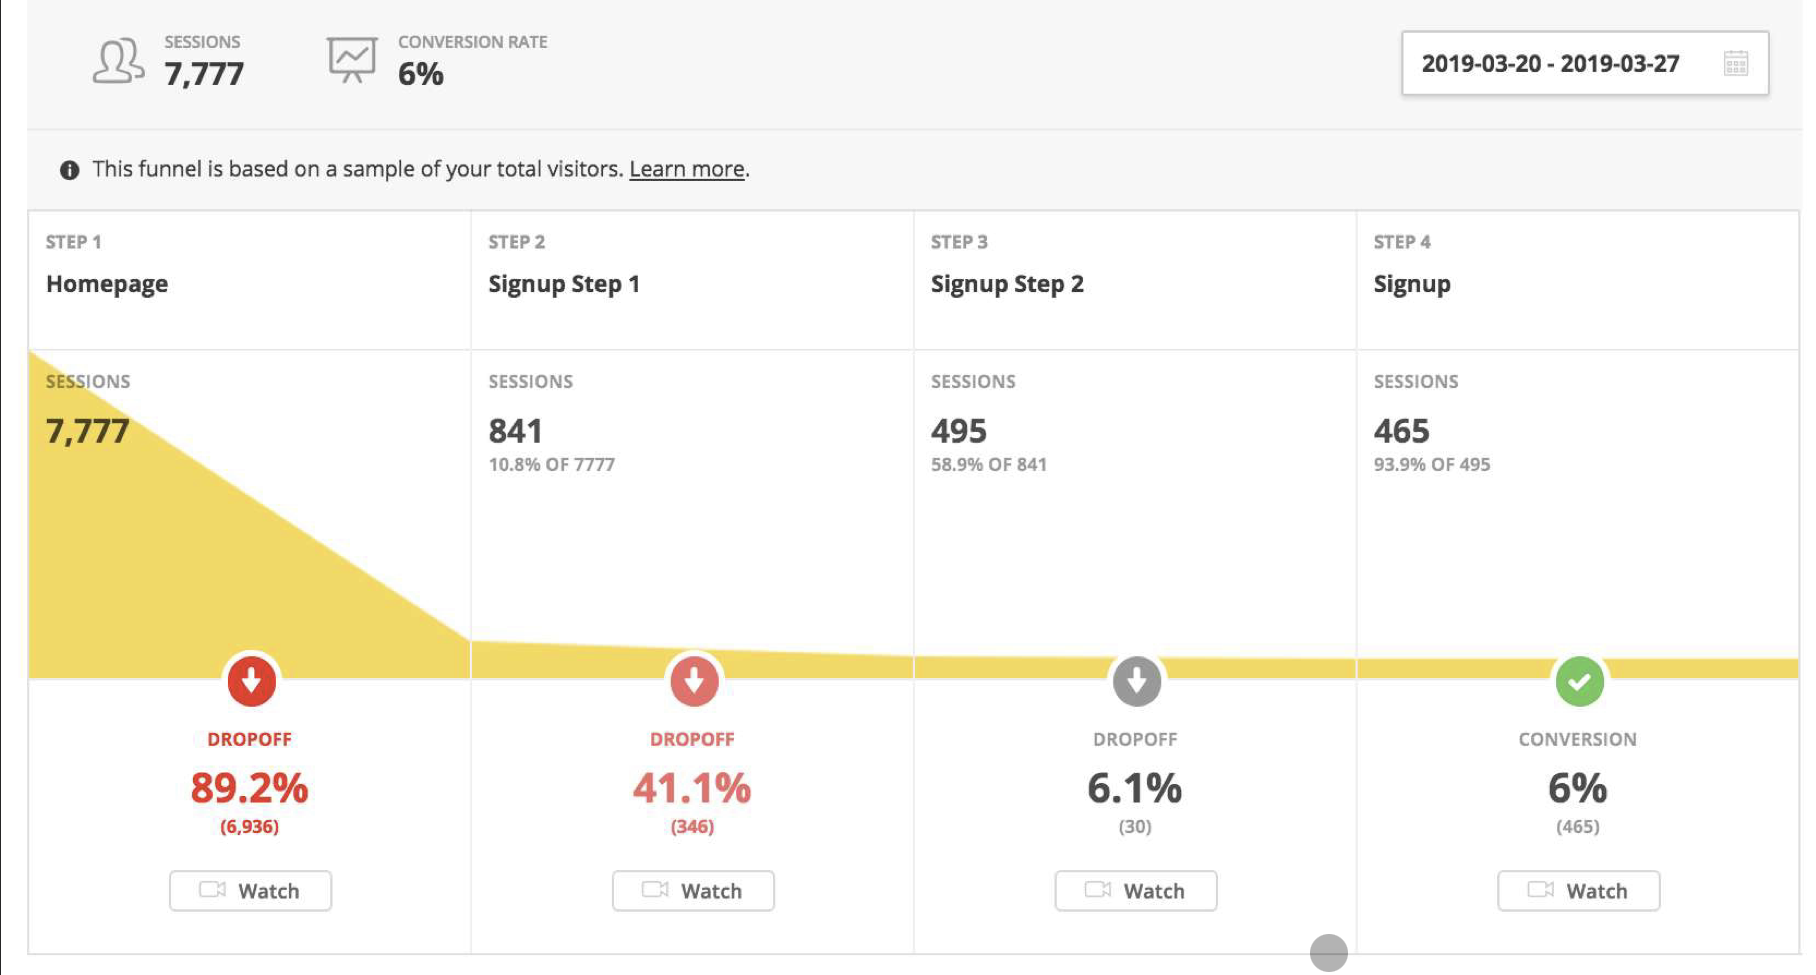 SESSIONS
7,777
CONVERSION RATE
6%
2019-03-20 - 2019-03-27
This funnel is based on a sample of your total visitors. Learn more.
STEP 1
Homepage
SESSIONS
7,777
DROPOFF
89.2%
(6,936)
Watch
STEP 2
Signup Step 1
SESSIONS
841
10.8% OF 7777
DROPOFF
41.1%
(346)
Watch
STEP 3
Signup Step 2
SESSIONS
495
58.9% OF 841
DROPOFF
6.1%
(30)
Watch
STEP 4
Signup
SESSIONS
465
93.9% OF 495
CONVERSION
6%
(465)
Watch